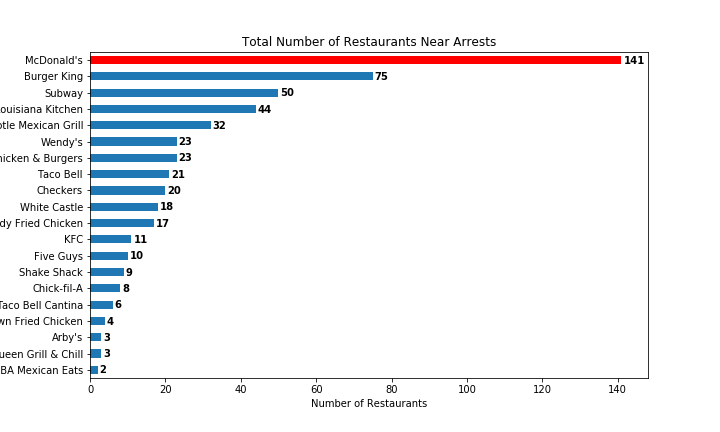 Total Number of Restaurants Near Arrests
McDonald's 141
Burger King 75
Subway 50
ouisiana Kitchen 44
otle Mexican Grill 32
Wendy's 23
hicken & Burgers 23
Taco Bell 21
Checkers 20
White Castle 18
dy Fried Chicken 17
KFC 11
Five Guys 10
Shake Shack 9
Chick-fil-A 8
Taco Bell Cantina 6
wn Fried Chicken 4
Arby's 3
ueen Grill & Chill 3
BA Mexican Eats 2
0 20 40 60 80 100 120 140
Number of Restaurants